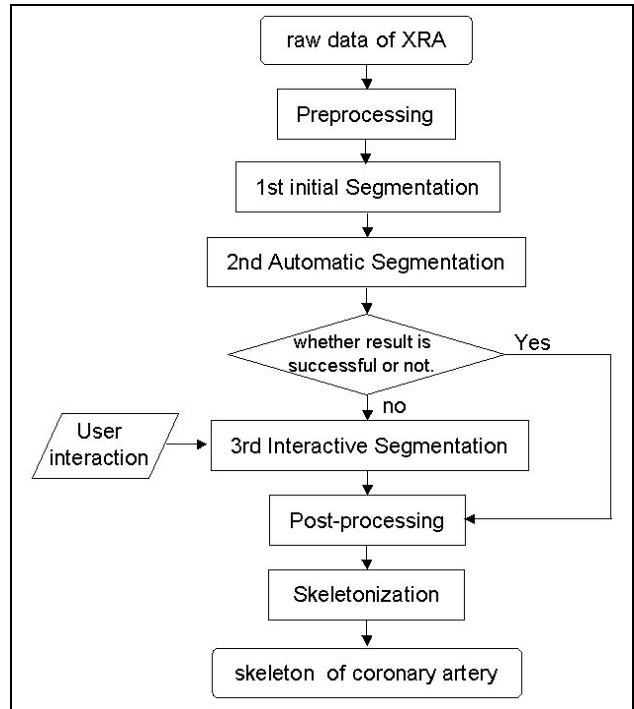 raw data of XRA
Preprocessing
1st initial Segmentation
2nd Automatic Segmentation
whether result is
successful or not.
Yes
no
User
interaction
3rd Interactive Segmentation
Post-processing
Skeletonization
skeleton of coronary artery